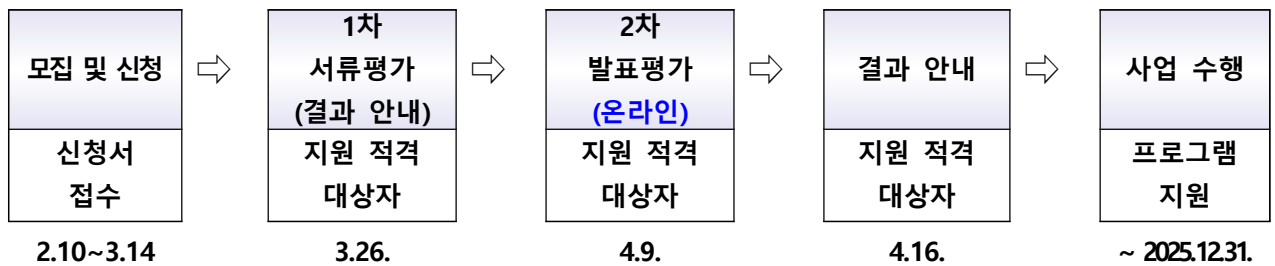 모집 및 신청
⇨
1차
서류평가
(결과 안내)
⇨
2차
발표평가
(온라인)
⇨
결과 안내
⇨
사업 수행
신청서
접수
지원 적격
대상자
지원 적격
대상자
지원 적격
대상자
프로그램
지원
2.10~3.14
3.26.
4.9.
4.16.
~ 2025.12.31.